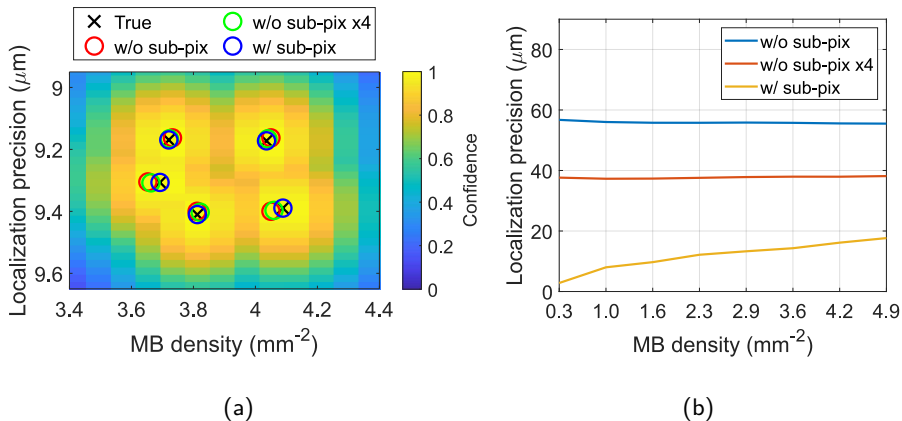 True
w/o sub-pix x4
w/o sub-pix
w/ sub-pix
Localization precision (μm)
9
9.2
9.4
9.6
3.4
3.6
3.8
4
4.2
4.4
MB density (mm⁻²)
1
0.8
0.6
0.4
0.2
0
Confidence
(a)
Localization precision (μm)
80
60
40
20
0
w/o sub-pix
w/o sub-pix x4
w/ sub-pix
0.3
1.0
1.6
2.3
2.9
3.6
4.2
4.9
MB density (mm⁻²)
(b)